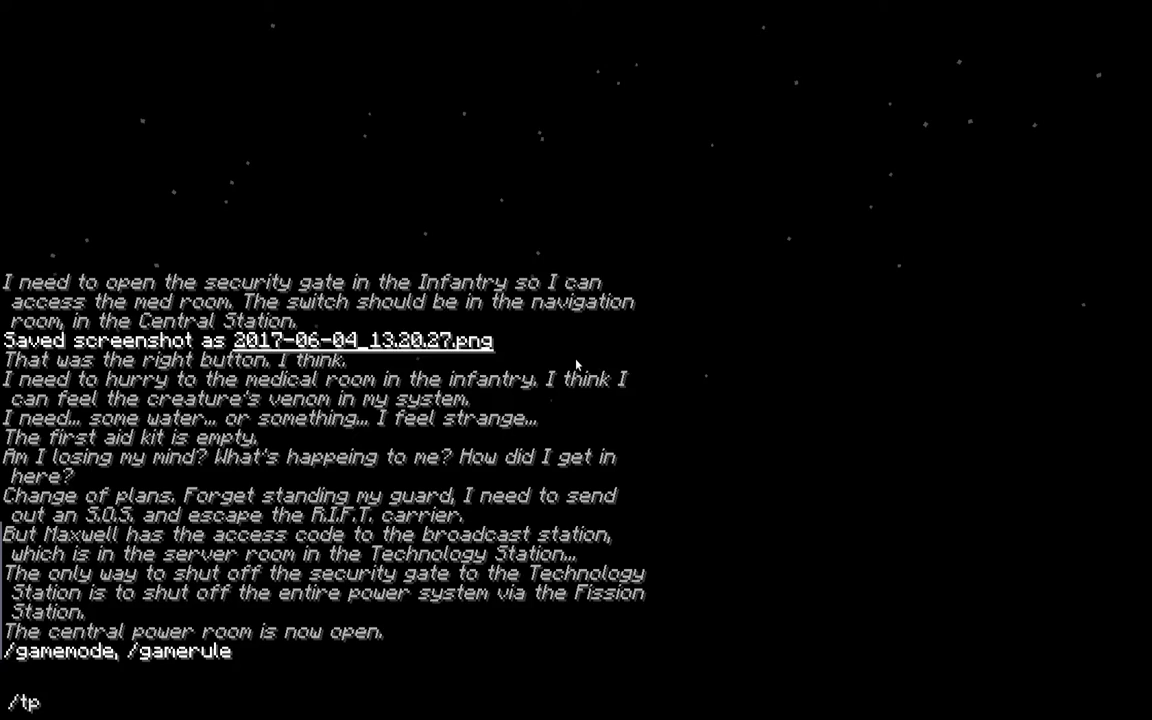 I need to open the security gate in the Infantry so I can
access the med room. The switch should be in the navigation
room, in the Central Station.
Saved screenshot as 2017-06-04_13.20.27.png
That was the right button. I think.
I need to hurry to the medical room in the infantry. I think I
can feel the creature's venom in my system.
I need... some water... or something... I feel strange...
The first aid kit is empty.
Am I losing my mind? What's happeing to me? How did I get in
here?
Change of plans. Forget standing my guard, I need to send
out an S.O.S. and escape the R.I.F.T. carrier.
But Maxwell has the access code to the broadcast station,
which is in the server room in the Technology Station...
The only way to shut off the security gate to the Technology
Station is to shut off the entire power system via the Fission
Station.
The central power room is now open.
/gamemode, /gamerule
/tp